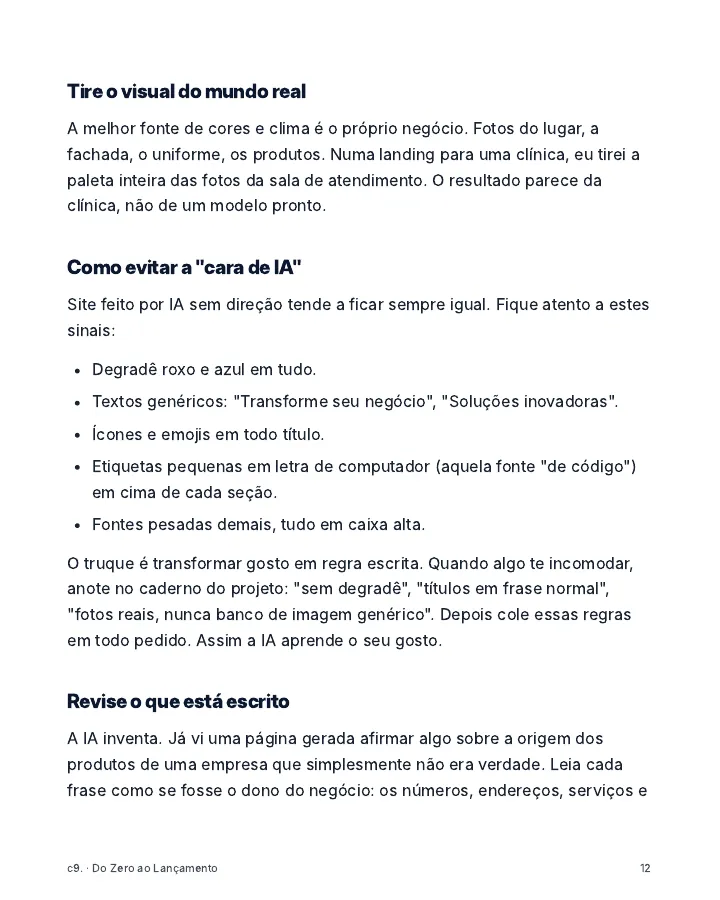 Tire o visual do mundo real
A melhor fonte de cores e clima é o próprio negócio. Fotos do lugar, a
fachada, o uniforme, os produtos. Numa landing para uma clínica, eu tirei a
paleta inteira das fotos da sala de atendimento. O resultado parece da
clínica, não de um modelo pronto.
Como evitar a "cara de IA"
Site feito por IA sem direção tende a ficar sempre igual. Fique atento a estes
sinais:
• Degradê roxo e azul em tudo.
• Textos genéricos: "Transforme seu negócio", "Soluções inovadoras".
• Ícones e emojis em todo título.
• Etiquetas pequenas em letra de computador (aquela fonte "de código")
em cima de cada seção.
• Fontes pesadas demais, tudo em caixa alta.
O truque é transformar gosto em regra escrita. Quando algo te incomodar,
anote no caderno do projeto: "sem degradê", "títulos em frase normal",
"fotos reais, nunca banco de imagem genérico". Depois cole essas regras
em todo pedido. Assim a IA aprende o seu gosto.
Revise o que está escrito
A IA inventa. Já vi uma página gerada afirmar algo sobre a origem dos
produtos de uma empresa que simplesmente não era verdade. Leia cada
frase como se fosse o dono do negócio: os números, endereços, serviços e
c9. · Do Zero ao Lançamento
12